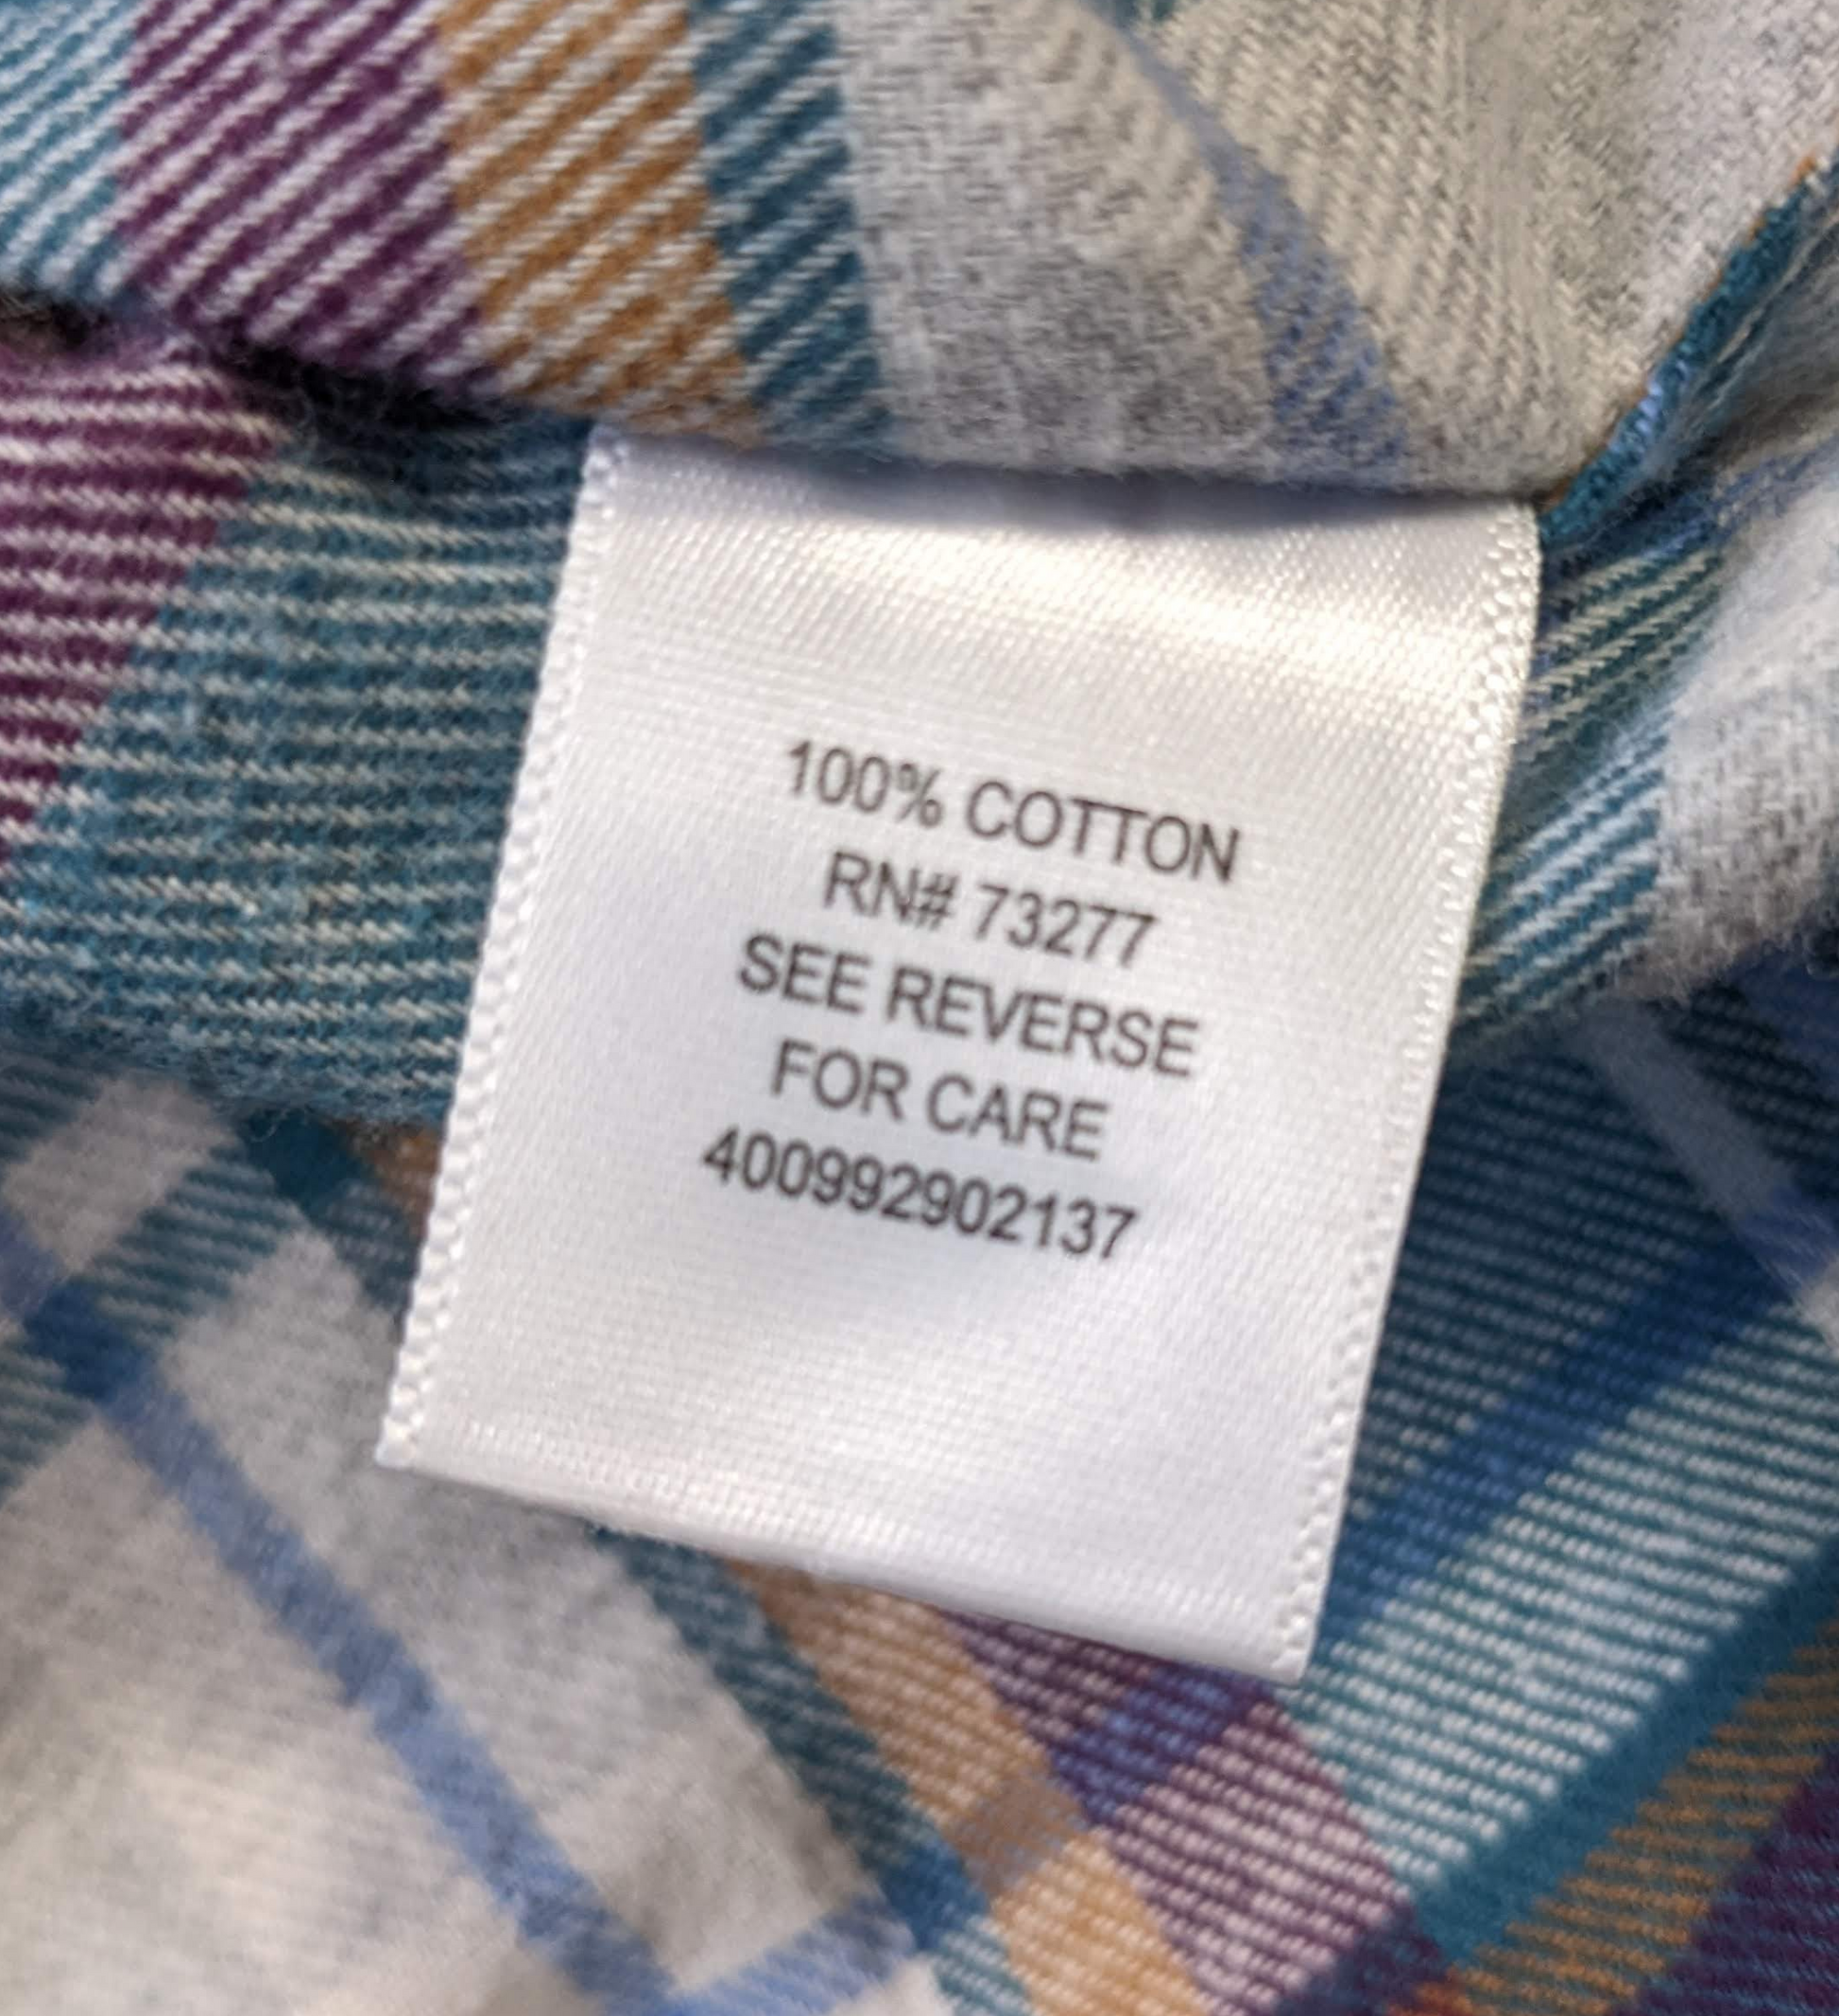 100% COTTON
RN# 73277
SEE REVERSE
FOR CARE
400992902137